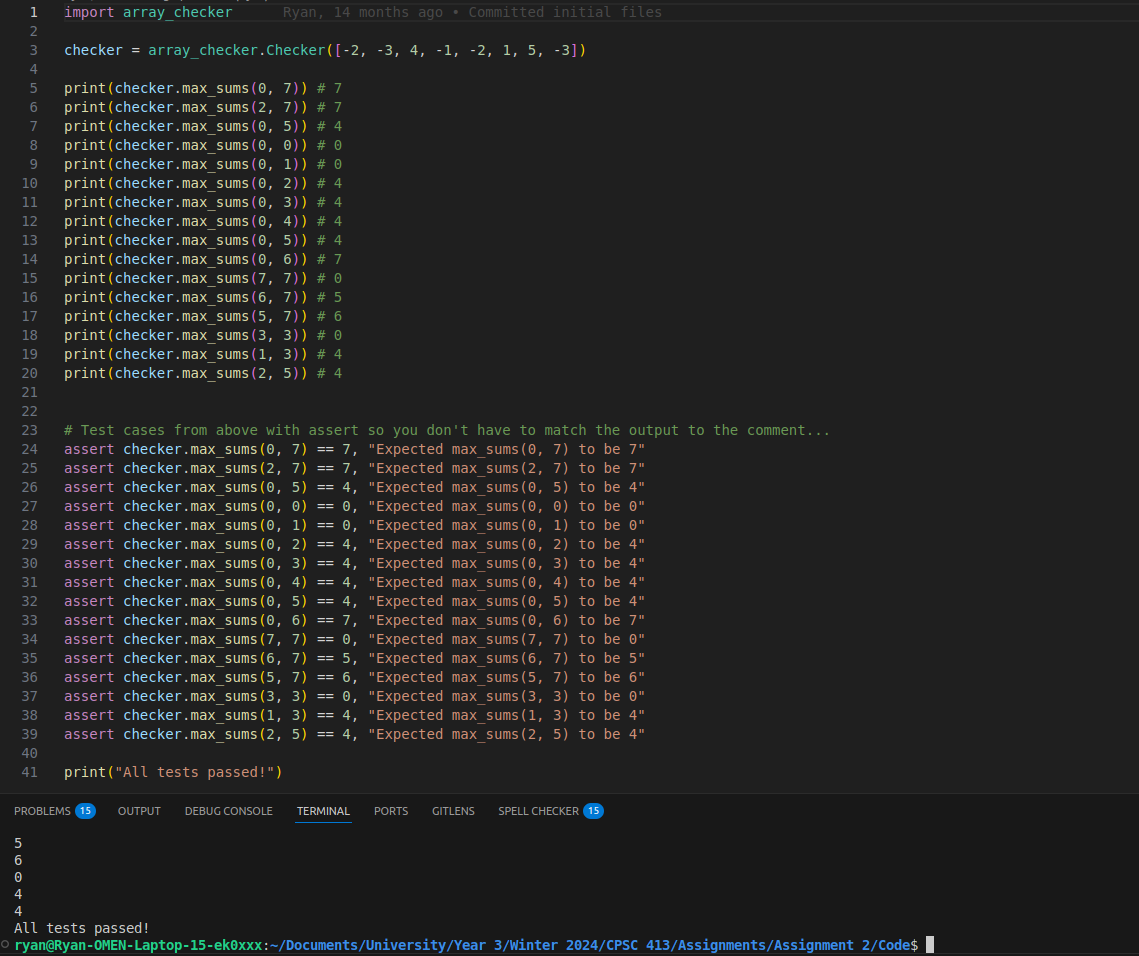 1 import array_checker Ryan, 14 months ago • Committed initial files
2
3 checker = array_checker.Checker([-2, -3, 4, -1, -2, 1, 5, -3])
4
5 print(checker.max_sums(0, 7)) # 7
6 print(checker.max_sums(2, 7)) # 7
7 print(checker.max_sums(0, 5)) # 4
8 print(checker.max_sums(0, 0)) # 0
9 print(checker.max_sums(0, 1)) # 0
10 print(checker.max_sums(0, 2)) # 4
11 print(checker.max_sums(0, 3)) # 4
12 print(checker.max_sums(0, 4)) # 4
13 print(checker.max_sums(0, 5)) # 4
14 print(checker.max_sums(0, 6)) # 7
15 print(checker.max_sums(7, 7)) # 0
16 print(checker.max_sums(6, 7)) # 5
17 print(checker.max_sums(5, 7)) # 6
18 print(checker.max_sums(3, 3)) # 0
19 print(checker.max_sums(1, 3)) # 4
20 print(checker.max_sums(2, 5)) # 4
21
22
23 # Test cases from above with assert so you don't have to match the output to the comment...
24 assert checker.max_sums(0, 7) == 7, "Expected max_sums(0, 7) to be 7"
25 assert checker.max_sums(2, 7) == 7, "Expected max_sums(2, 7) to be 7"
26 assert checker.max_sums(0, 5) == 4, "Expected max_sums(0, 5) to be 4"
27 assert checker.max_sums(0, 0) == 0, "Expected max_sums(0, 0) to be 0"
28 assert checker.max_sums(0, 1) == 0, "Expected max_sums(0, 1) to be 0"
29 assert checker.max_sums(0, 2) == 4, "Expected max_sums(0, 2) to be 4"
30 assert checker.max_sums(0, 3) == 4, "Expected max_sums(0, 3) to be 4"
31 assert checker.max_sums(0, 4) == 4, "Expected max_sums(0, 4) to be 4"
32 assert checker.max_sums(0, 5) == 4, "Expected max_sums(0, 5) to be 4"
33 assert checker.max_sums(0, 6) == 7, "Expected max_sums(0, 6) to be 7"
34 assert checker.max_sums(7, 7) == 0, "Expected max_sums(7, 7) to be 0"
35 assert checker.max_sums(6, 7) == 5, "Expected max_sums(6, 7) to be 5"
36 assert checker.max_sums(5, 7) == 6, "Expected max_sums(5, 7) to be 6"
37 assert checker.max_sums(3, 3) == 0, "Expected max_sums(3, 3) to be 0"
38 assert checker.max_sums(1, 3) == 4, "Expected max_sums(1, 3) to be 4"
39 assert checker.max_sums(2, 5) == 4, "Expected max_sums(2, 5) to be 4"
40
41 print("All tests passed!")
PROBLEMS 15 OUTPUT DEBUG CONSOLE TERMINAL PORTS GITLENS SPELL CHECKER 15
5
6
0
4
4
All tests passed!
ryan@Ryan-OMEN-Laptop-15-ek0xxx:~/Documents/University/Year 3/Winter 2024/CPSC 413/Assignments/Assignment 2/Code$